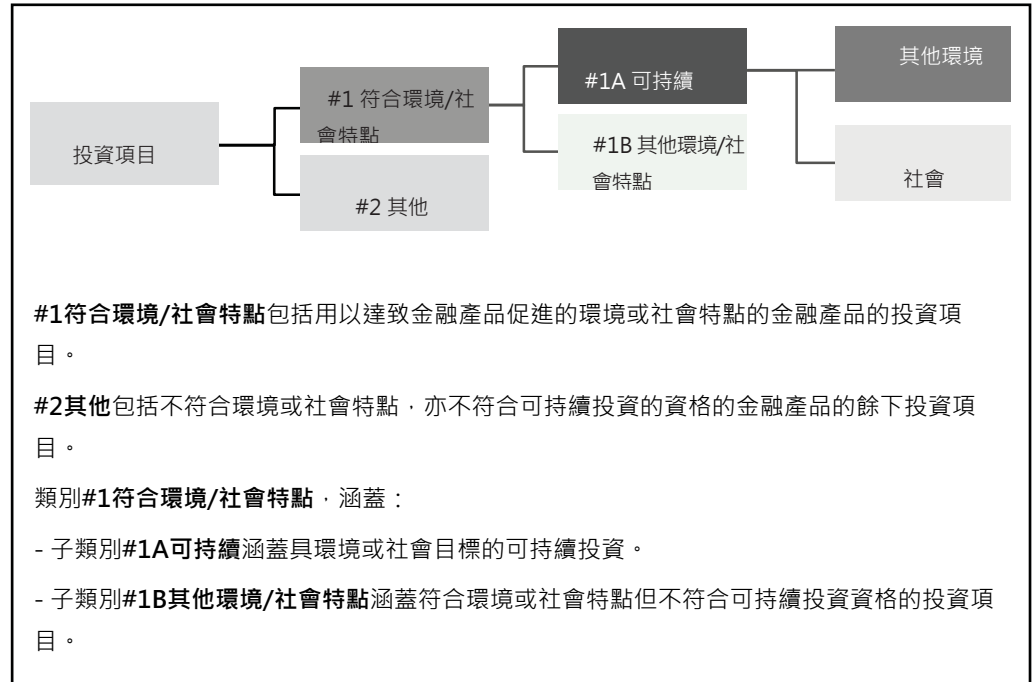 其他環境
#1A 可持續
#1 符合環境/社
會特點
投資項目
#1B 其他環境/社
會特點
社會
#2 其他
#1符合環境/社會特點包括用以達致金融產品促進的環境或社會特點的金融產品的投資項
目。
#2其他包括不符合環境或社會特點，亦不符合可持續投資的資格的金融產品的餘下投資項
目。
類別#1符合環境/社會特點，涵蓋：
- 子類別#1A可持續涵蓋具環境或社會目標的可持續投資。
- 子類別#1B其他環境/社會特點涵蓋符合環境或社會特點但不符合可持續投資資格的投資項
目。